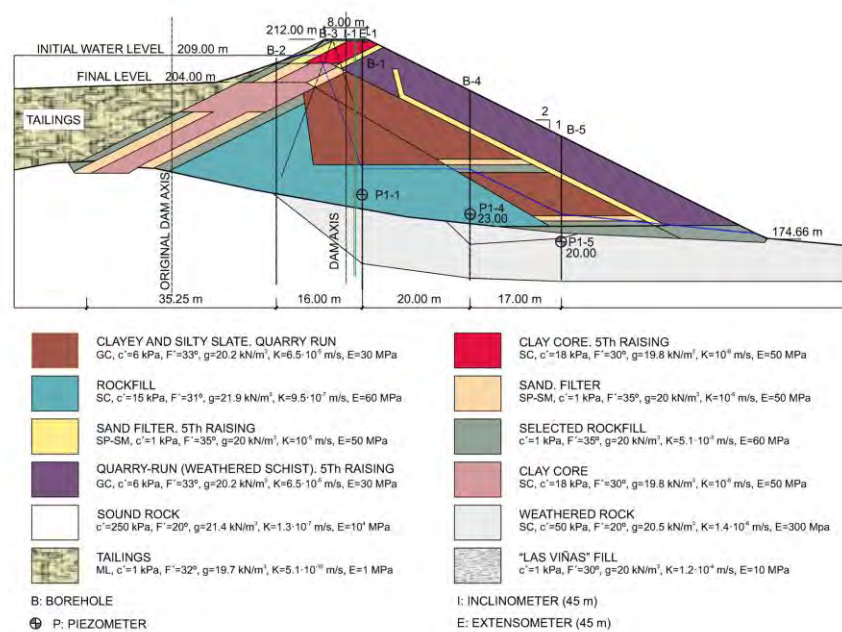 8.00 m
212.00 m B-3 I-1 E-1
INITIAL WATER LEVEL 209.00 m B-2
B-1
FINAL LEVEL 204.00 m
B-4
TAILINGS
2
1 B-5
P1-1
P1-4
23.00
174.66 m
P1-5
20.00
ORIGINAL DAM AXIS
DAM AXIS
35.25 m 16.00 m 20.00 m 17.00 m
CLAYEY AND SILTY SLATE. QUARRY RUN
GC, c´=6 kPa, F´=33º, g=20.2 kN/m³, K=6.5·10⁻⁵ m/s, E=30 MPa
ROCKFILL
SC, c´=15 kPa, F´=31º, g=21.9 kN/m³, K=9.5·10⁻⁷ m/s, E=60 MPa
SAND FILTER. 5Th RAISING
SP-SM, c´=1 kPa, F´=35º, g=20 kN/m³, K=10⁻⁵ m/s, E=50 MPa
QUARRY-RUN (WEATHERED SCHIST). 5Th RAISING
GC, c´=6 kPa, F´=33º, g=20.2 kN/m³, K=6.5·10⁻⁵ m/s, E=30 MPa
SOUND ROCK
c´=250 kPa, F´=20º, g=21.4 kN/m³, K=1.3·10⁻⁷ m/s, E=10⁴ MPa
TAILINGS
ML, c´=1 kPa, F´=32º, g=19.7 kN/m³, K=5.1·10⁻¹⁰ m/s, E=1 MPa
B: BOREHOLE
P: PIEZOMETER
CLAY CORE. 5Th RAISING
SC, c´=18 kPa, F´=30º, g=19.8 kN/m³, K=10⁻⁸ m/s, E=50 MPa
SAND. FILTER
SP-SM, c´=1 kPa, F´=35º, g=20 kN/m³, K=10⁻⁵ m/s, E=50 MPa
SELECTED ROCKFILL
c´=1 kPa, F´=35º, g=20 kN/m³, K=5.1·10⁻³ m/s, E=60 MPa
CLAY CORE
SC, c´=18 kPa, F´=30º, g=19.8 kN/m³, K=10⁻⁸ m/s, E=50 MPa
WEATHERED ROCK
SC, c´=50 kPa, F´=20º, g=20.5 kN/m³, K=1.4·10⁻⁶ m/s, E=300 Mpa
"LAS VIÑAS" FILL
c´=1 kPa, F´=30º, g=20 kN/m³, K=1.2·10⁻⁴ m/s, E=10 MPa
I: INCLINOMETER (45 m)
E: EXTENSOMETER (45 m)